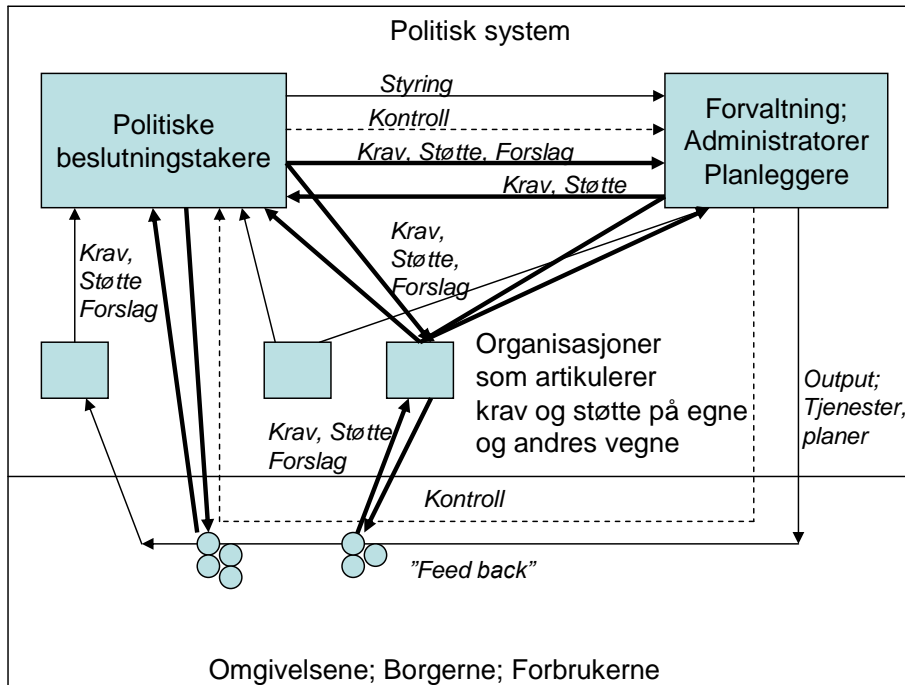 Politisk system
Politiske
beslutningstakere
Styring
Kontroll
Krav, Støtte, Forslag
Krav, Støtte
Forvaltning;
Administratorer
Planleggere
Krav,
Støtte
Forslag
Krav,
Støtte,
Forslag
Organisasjoner
som artikulerer
krav og støtte på egne
og andres vegne
Output;
Tjenester,
planer
Krav, Støtte
Forslag
Kontroll
”Feed back”
Omgivelsene; Borgerne; Forbrukerne